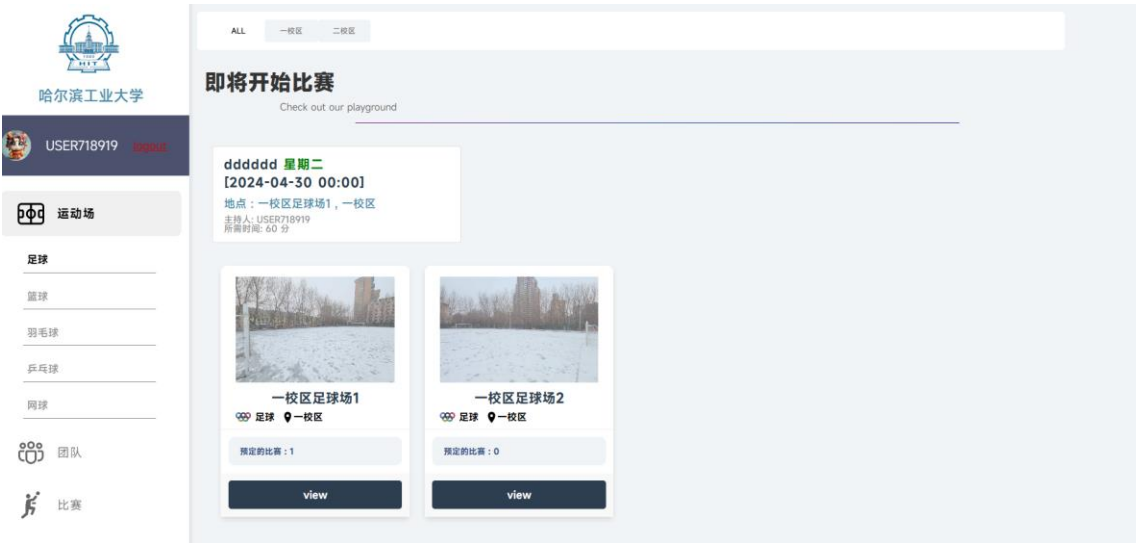 HIT
哈尔滨工业大学
USER718919 logout
运动场
足球
篮球
羽毛球
乒乓球
网球
团队
比赛
ALL 一校区 二校区
即将开始比赛
Check out our playground
dddddd 星期二
[2024-04-30 00:00]
地点：一校区足球场1，一校区
主持人: USER718919
所需时间: 60 分
一校区足球场1
足球 一校区
预定的比赛：1
view
一校区足球场2
足球 一校区
预定的比赛：0
view